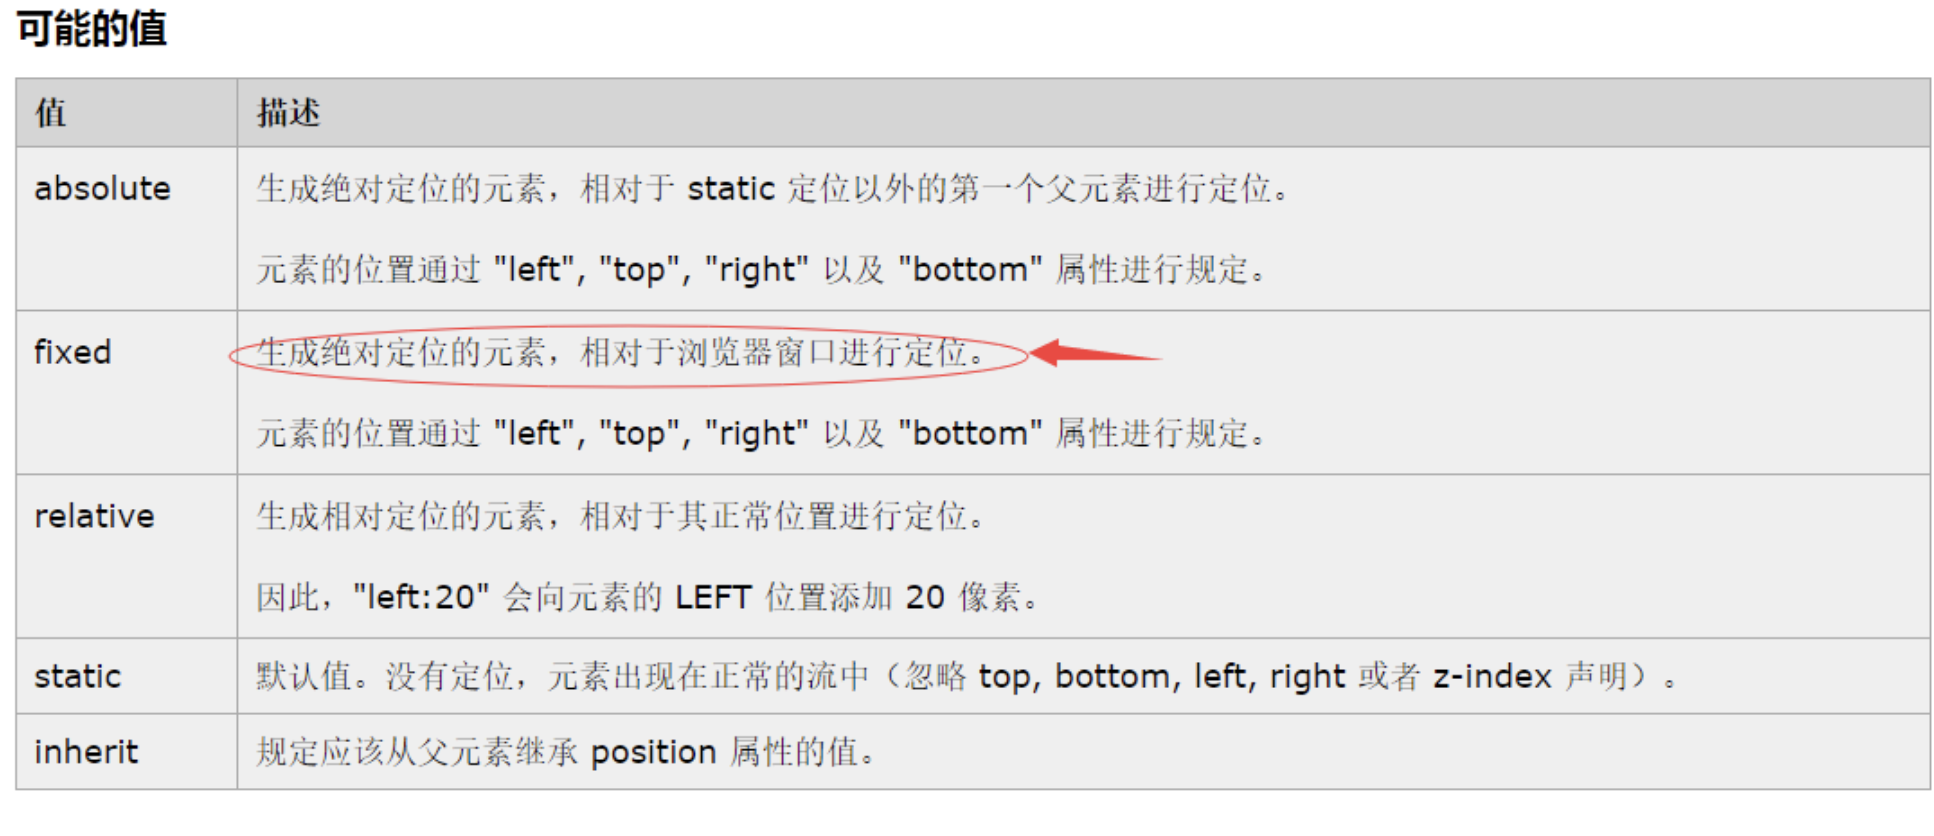 可能的值
值 描述
absolute 生成绝对定位的元素，相对于 static 定位以外的第一个父元素进行定位。
元素的位置通过 "left", "top", "right" 以及 "bottom" 属性进行规定。
fixed 生成绝对定位的元素，相对于浏览器窗口进行定位。
元素的位置通过 "left", "top", "right" 以及 "bottom" 属性进行规定。
relative 生成相对定位的元素，相对于其正常位置进行定位。
因此，"left:20" 会向元素的 LEFT 位置添加 20 像素。
static 默认值。没有定位，元素出现在正常的流中（忽略 top, bottom, left, right 或者 z-index 声明）。
inherit 规定应该从父元素继承 position 属性的值。